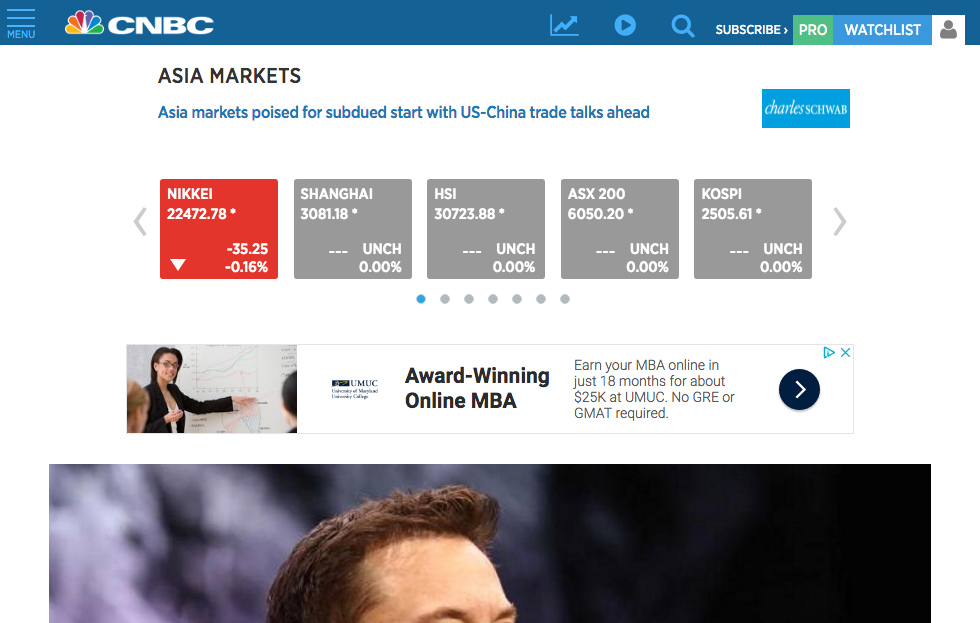 MENU
CNBC
SUBSCRIBE ›
PRO
WATCHLIST
ASIA MARKETS
Asia markets poised for subdued start with US-China trade talks ahead
charles SCHWAB
NIKKEI
22472.78 *
-35.25
-0.16%
SHANGHAI
3081.18 *
--- UNCH
0.00%
HSI
30723.88 *
--- UNCH
0.00%
ASX 200
6050.20 *
--- UNCH
0.00%
KOSPI
2505.61 *
--- UNCH
0.00%
UMUC
University of Maryland
University College
Award-Winning
Online MBA
Earn your MBA online in
just 18 months for about
$25K at UMUC. No GRE or
GMAT required.